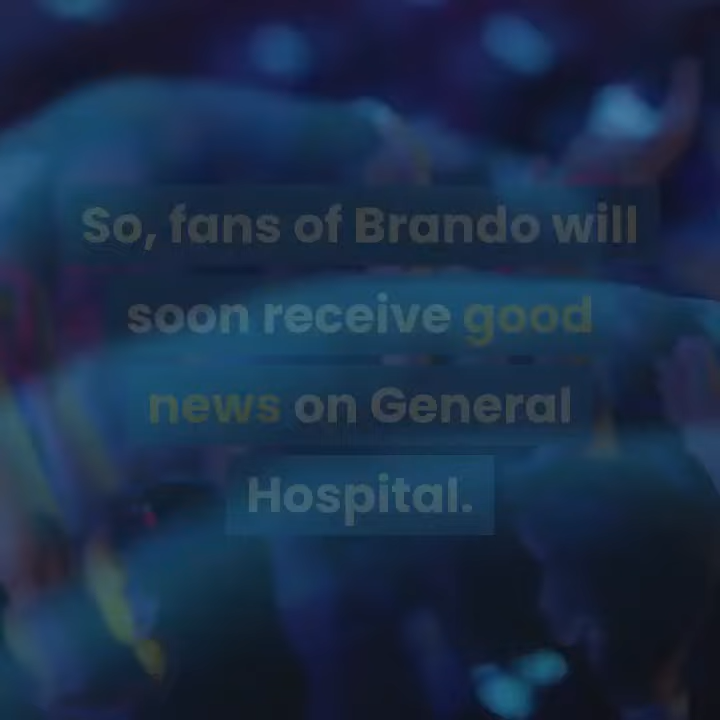 So, fans of Brando will
soon receive good
news on General
Hospital.